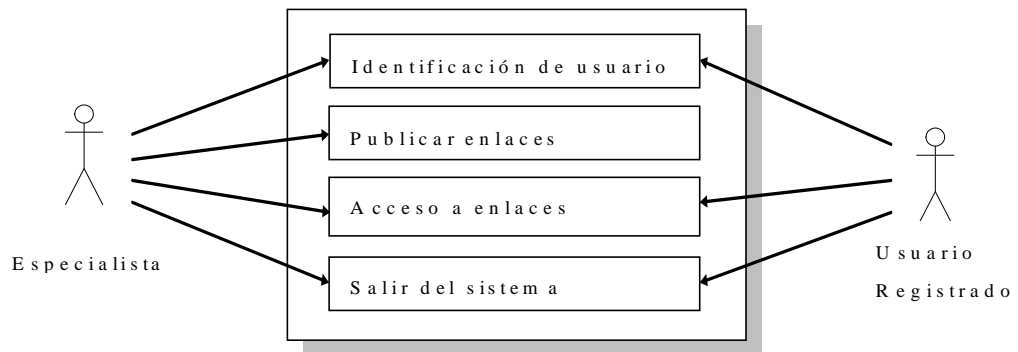 Identificación de usuario
Publicar enlaces
Acceso a enlaces
Salir del sistema
Especialista
Usuario
Registrado